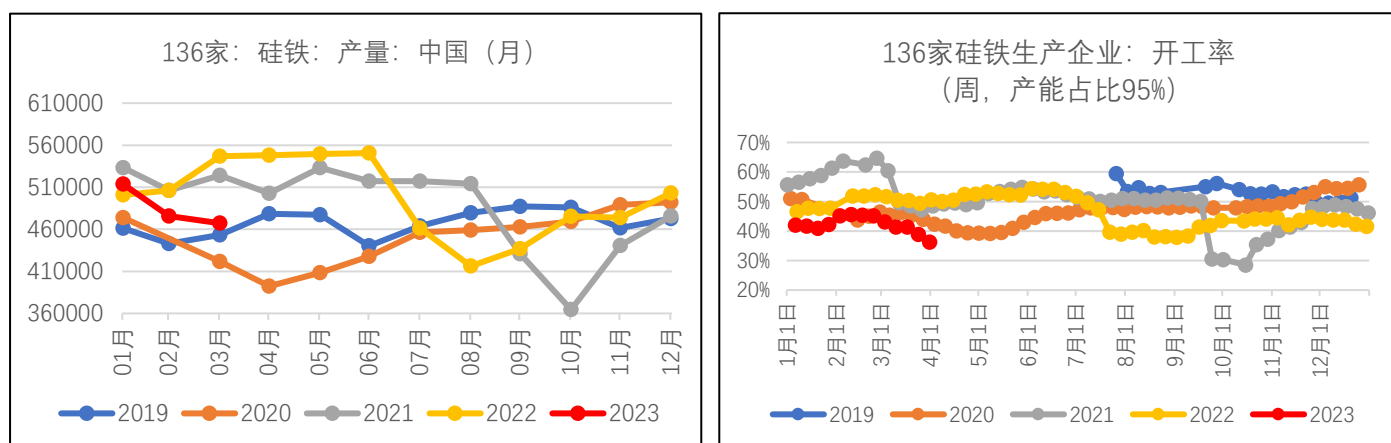 136家：硅铁：产量：中国（月）
610000
560000
510000
460000
410000
360000
01月 02月 03月 04月 05月 06月 07月 08月 09月 10月 11月 12月
2019 2020 2021 2022 2023
136家硅铁生产企业：开工率
（周，产能占比95%）
70%
60%
50%
40%
30%
20%
1月1日 2月1日 3月1日 4月1日 5月1日 6月1日 7月1日 8月1日 9月1日 10月1日 11月1日 12月1日
2019 2020 2021 2022 2023